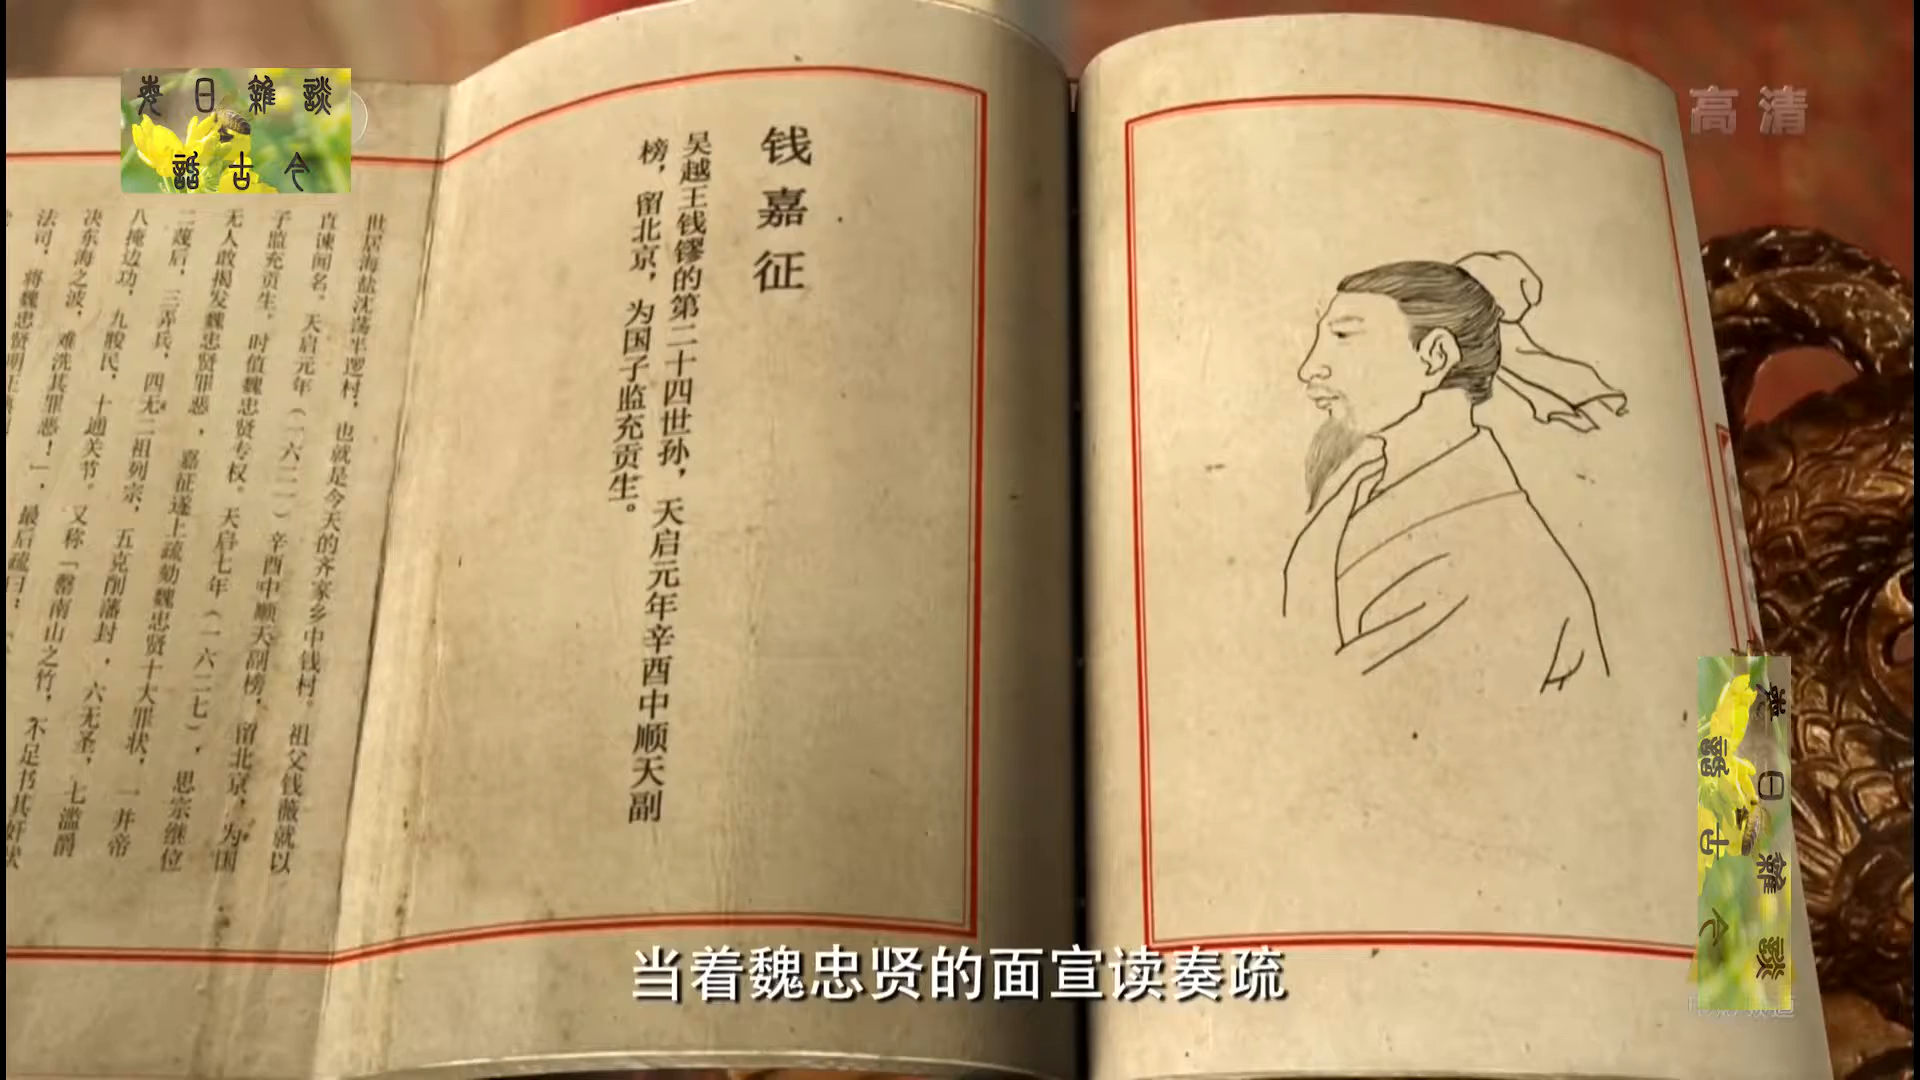 每日雜談
話古今
高清
钱嘉征
吴越王钱镠的第二十四世孙，天启元年辛酉中顺天副
榜，留北京，为国子监充贡生。
世居海盐沈荡半逻村，也就是今天的齐家乡中钱村。祖父钱薇就以
直谏闻名。天启元年（一六二一）辛酉中顺天副榜，留北京，为国
子监充贡生。时值魏忠贤专权。天启七年（一六二七），思宗继位
无人敢揭发魏忠贤罪恶，嘉征遂上疏劾魏忠贤十大罪状，一并帝
二蔑后，三弄兵，四无二祖列宗，五克削藩封，六无圣，七滥爵
八掩边功，九朘民，十通关节。又称「罄南山之竹，不足书其奸状
决东海之波，难洗其罪恶！」，最后疏曰：
法司，将魏忠贤明正典刑
当着魏忠贤的面宣读奏疏
每日雜談
話古今